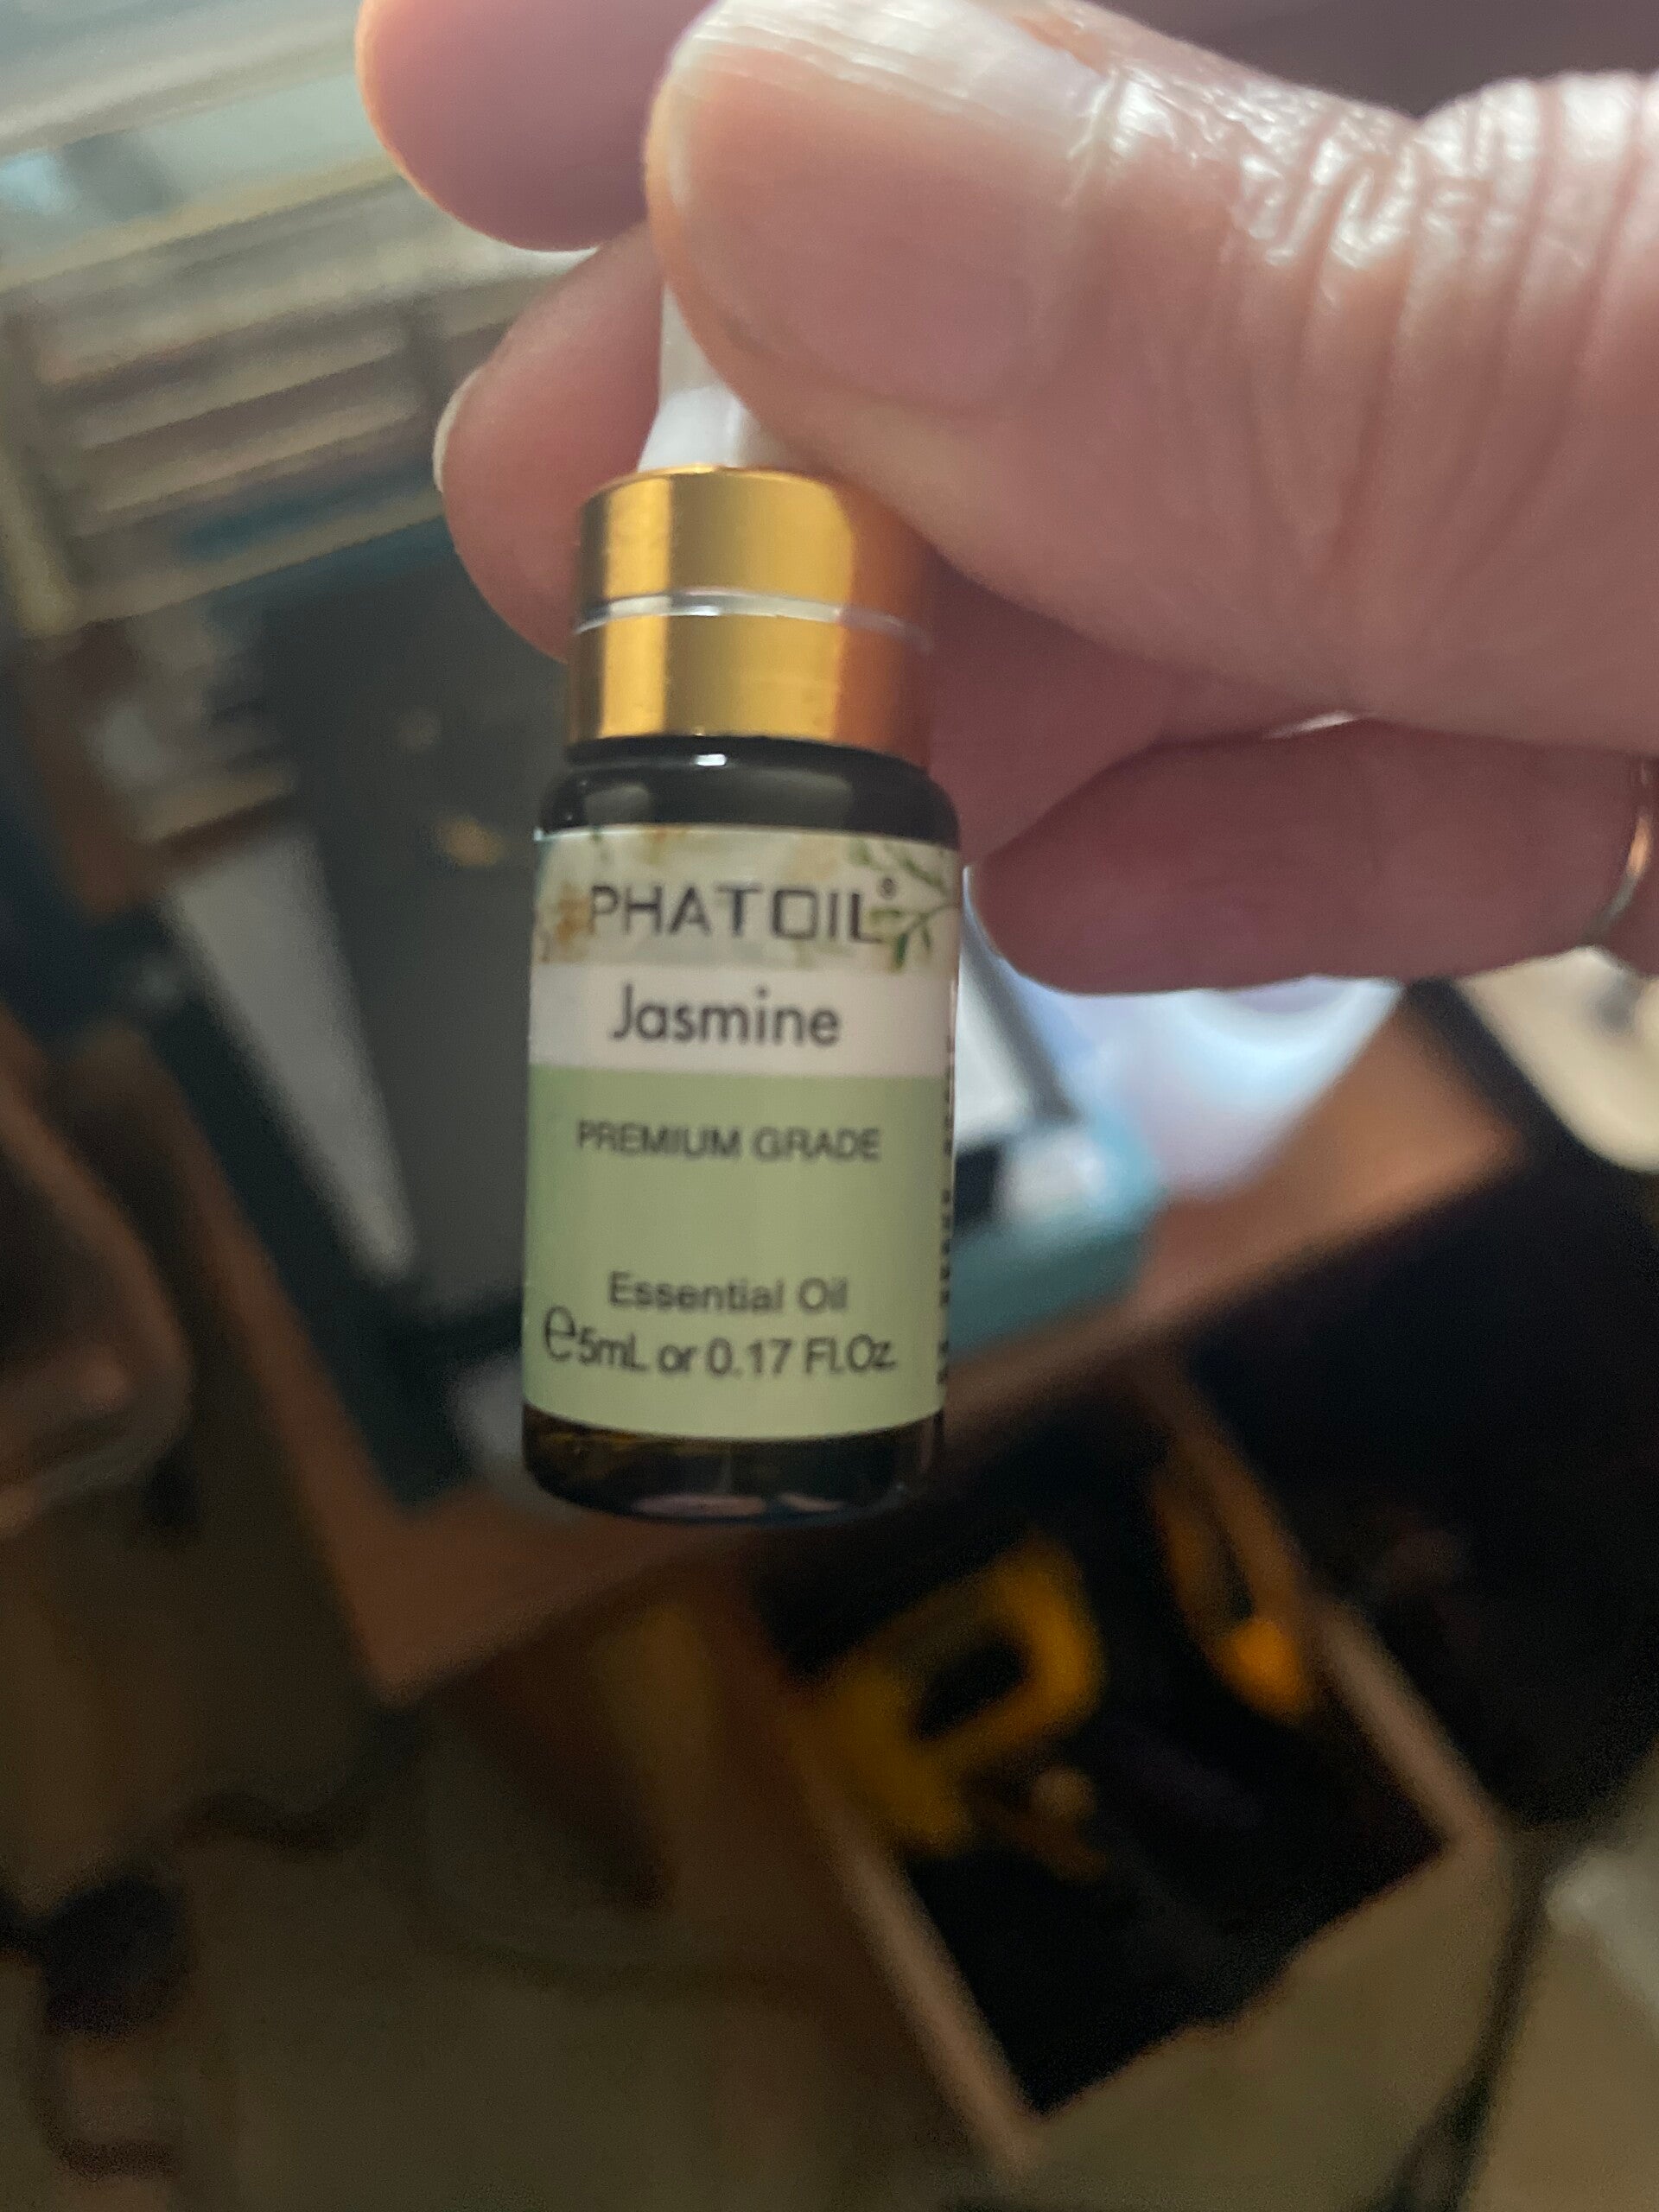 PHATOIL®
Jasmine
PREMIUM GRADE
Essential Oil
℮5mL or 0.17 Fl.Oz.